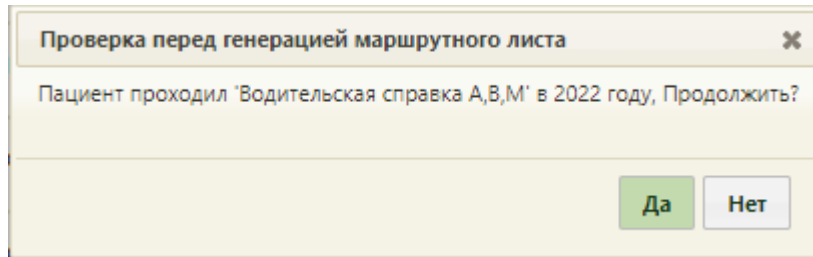 Проверка перед генерацией маршрутного листа
Пациент проходил 'Водительская справка А,В,М' в 2022 году, Продолжить?
Да
Нет